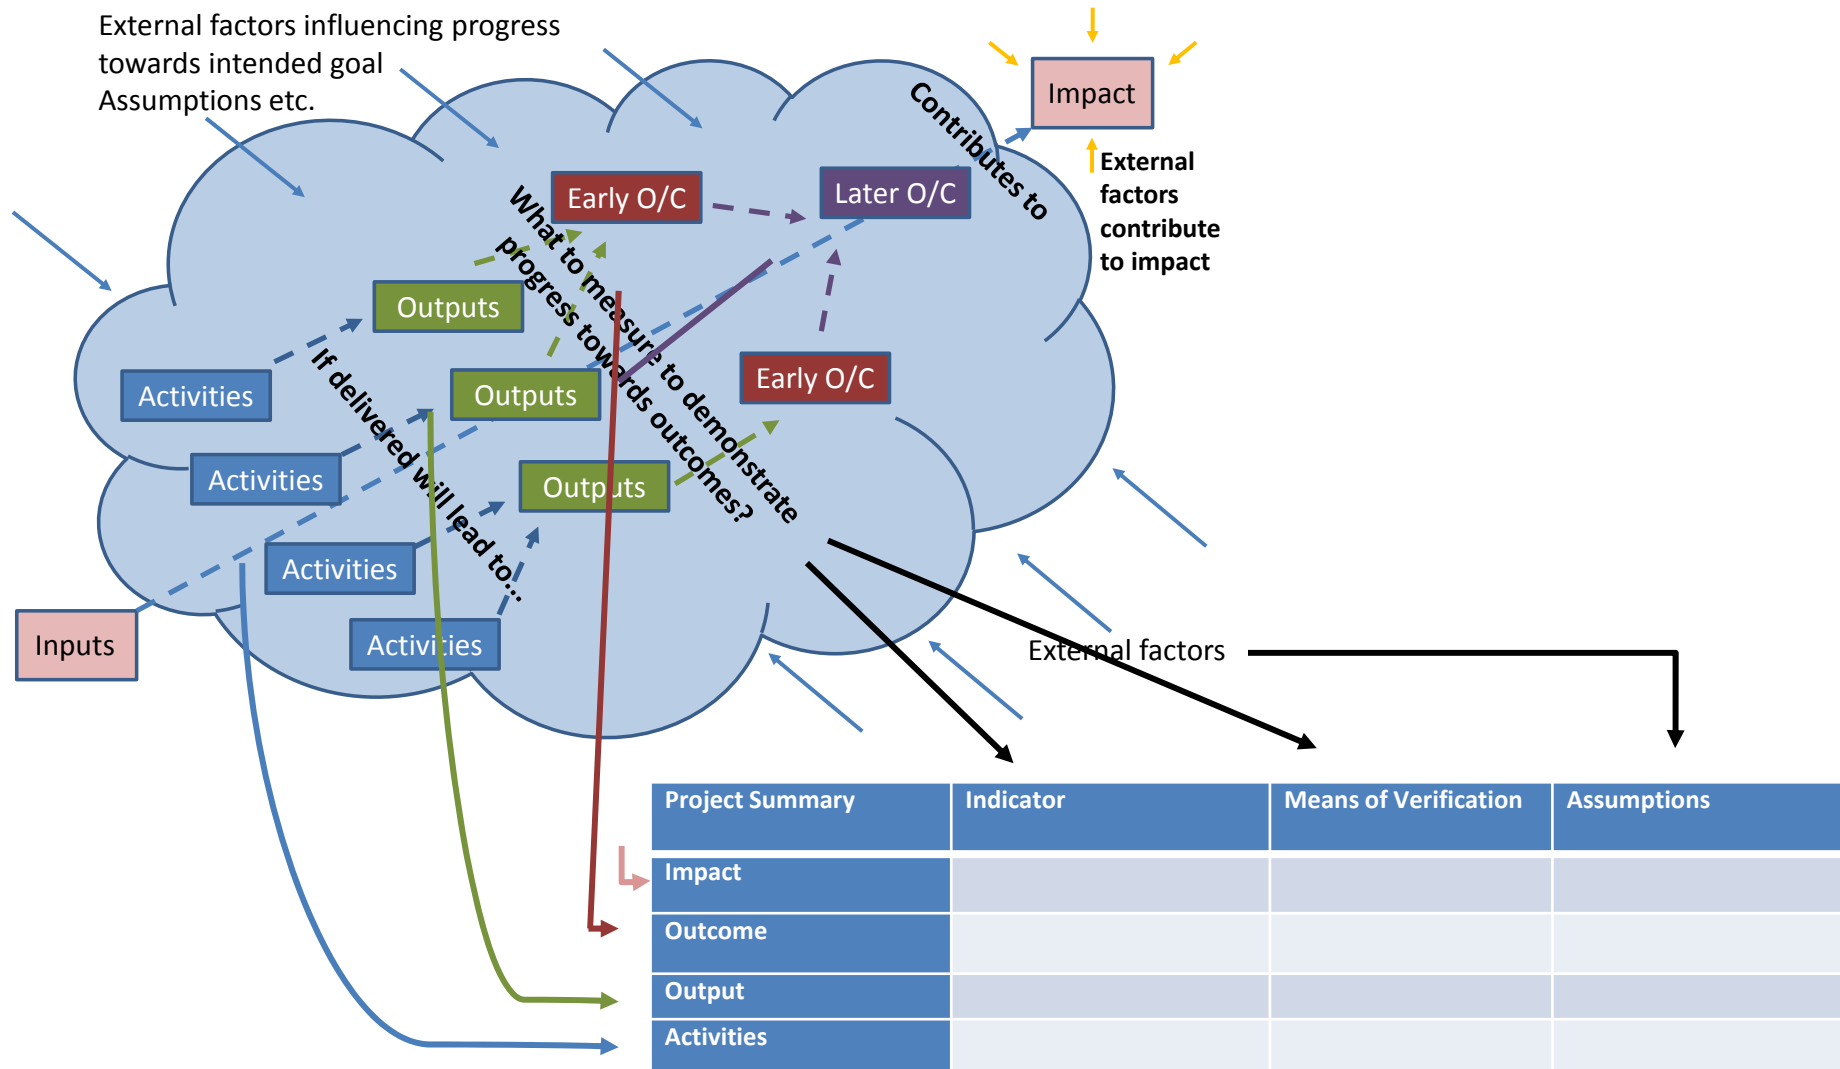 External factors influencing progress
towards intended goal
Assumptions etc.
Impact
Contributes to
External
factors
contribute
to impact
Early O/C
Later O/C
What to measure to demonstrate
progress towards outcomes?
Outputs
Early O/C
Activities
Outputs
If delivered will lead to...
Activities
Outputs
Activities
Inputs
Activities
External factors
Project Summary
Indicator
Means of Verification
Assumptions
Impact
Outcome
Output
Activities